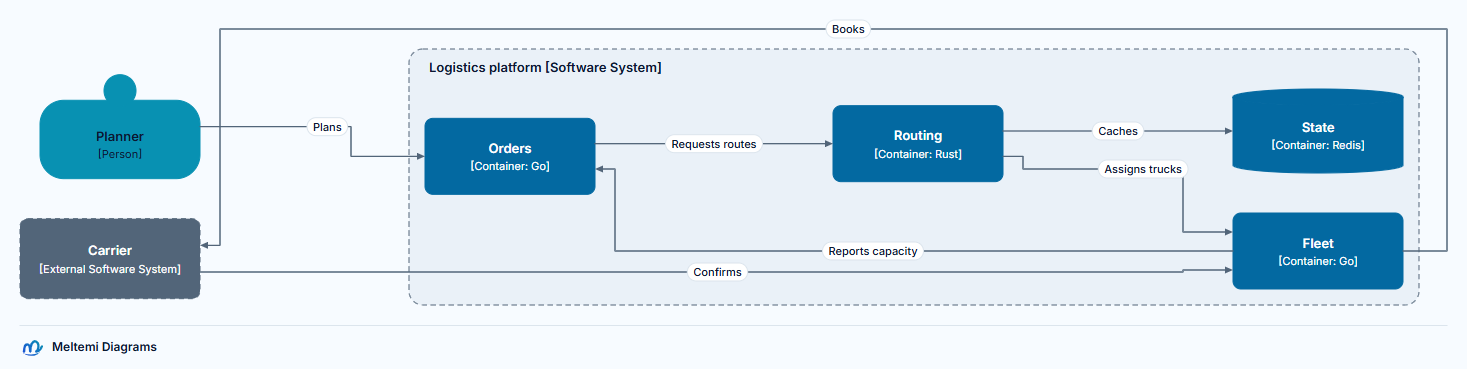 Books
Logistics platform [Software System]
Planner
[Person]
Plans
Orders
[Container: Go]
Requests routes
Routing
[Container: Rust]
Caches
State
[Container: Redis]
Assigns trucks
Carrier
[External Software System]
Reports capacity
Fleet
[Container: Go]
Confirms
Meltemi Diagrams